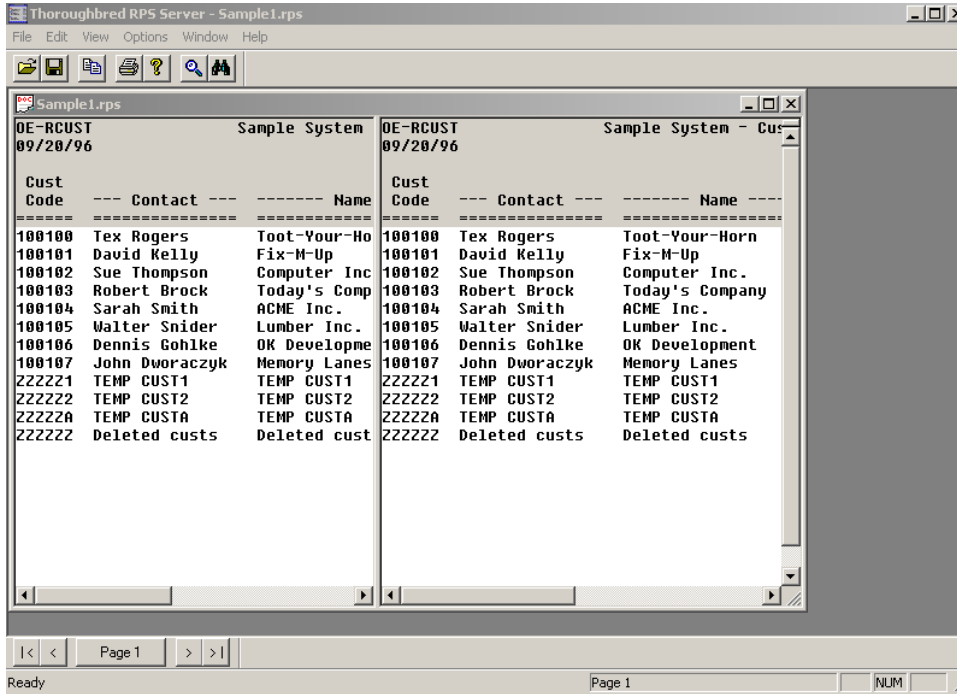 Thoroughbred RPS Server - Sample1.rps
File Edit View Options Window Help
Sample1.rps
OE-RCUST Sample System
09/20/96
Cust
Code --- Contact --- ------- Name
====== =============== ============
100100 Tex Rogers Toot-Your-Ho
100101 David Kelly Fix-M-Up
100102 Sue Thompson Computer Inc
100103 Robert Brock Today's Comp
100104 Sarah Smith ACME Inc.
100105 Walter Snider Lumber Inc.
100106 Dennis Gohlke OK Developme
100107 John Dworaczyk Memory Lanes
ZZZZZ1 TEMP CUST1 TEMP CUST1
ZZZZZ2 TEMP CUST2 TEMP CUST2
ZZZZZA TEMP CUSTA TEMP CUSTA
ZZZZZZ Deleted custs Deleted cust
OE-RCUST Sample System - Cus
09/20/96
Cust
Code --- Contact --- ------- Name ----
====== =============== =================
100100 Tex Rogers Toot-Your-Horn
100101 David Kelly Fix-M-Up
100102 Sue Thompson Computer Inc.
100103 Robert Brock Today's Company
100104 Sarah Smith ACME Inc.
100105 Walter Snider Lumber Inc.
100106 Dennis Gohlke OK Development
100107 John Dworaczyk Memory Lanes
ZZZZZ1 TEMP CUST1 TEMP CUST1
ZZZZZ2 TEMP CUST2 TEMP CUST2
ZZZZZA TEMP CUSTA TEMP CUSTA
ZZZZZZ Deleted custs Deleted custs
|< < Page 1 > >|
Ready Page 1 NUM